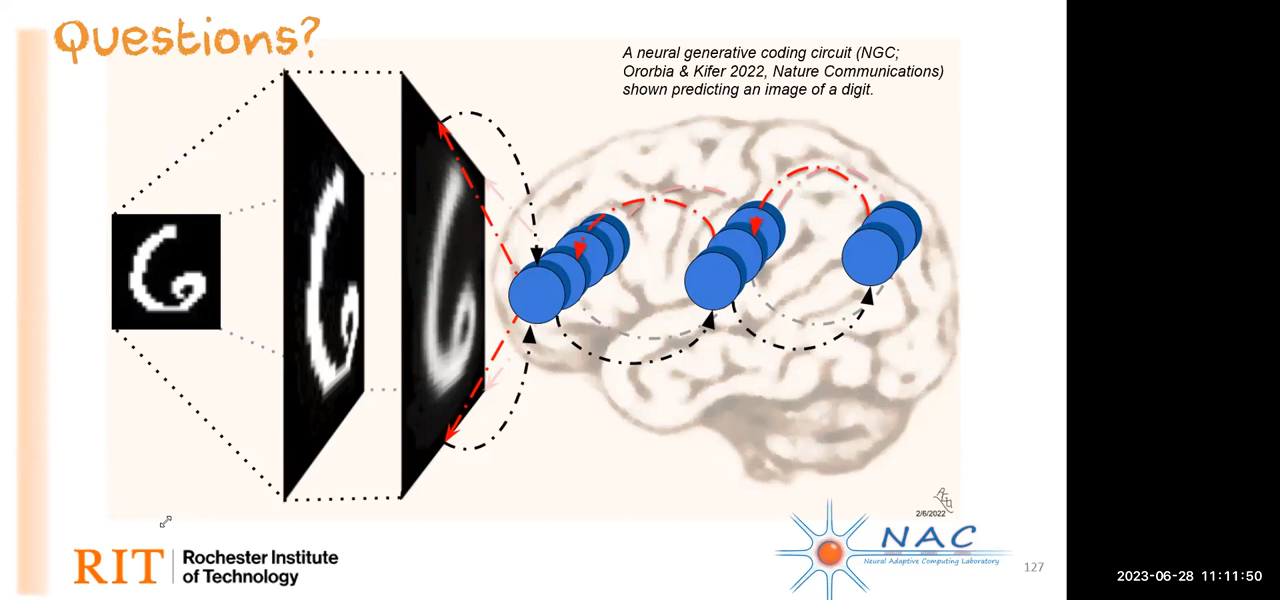 Questions?
A neural generative coding circuit (NGC;
Ororbia & Kifer 2022, Nature Communications)
shown predicting an image of a digit.
2/6/2022
RIT
Rochester Institute
of Technology
NAC
Neural Adaptive Computing Laboratory
127
2023-06-28 11:11:50